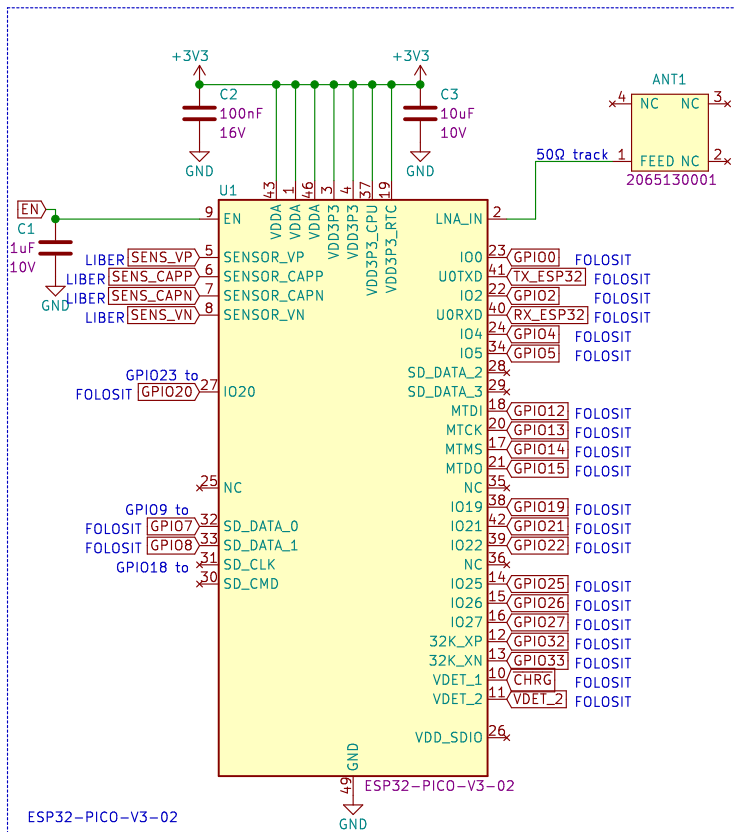 +3V3
+3V3
ANT1
C2
100nF
16V
C3
10uF
10V
GND
GND
4 NC NC 3
1 FEED NC 2
50Ω track
2065130001
U1
EN
C1
1uF
10V
GND
43 1 46 3 4 37 19
VDDA VDDA VDDA VDD3P3 VDD3P3 VDD3P3_CPU VDD3P3_RTC
9 EN
LNA_IN 2
LIBER SENS_VP 5 SENSOR_VP
LIBER SENS_CAPP 6 SENSOR_CAPP
LIBER SENS_CAPN 7 SENSOR_CAPN
LIBER SENS_VN 8 SENSOR_VN
IO0 23 GPIO0 FOLOSIT
U0TXD 41 TX_ESP32 FOLOSIT
IO2 22 GPIO2 FOLOSIT
U0RXD 40 RX_ESP32 FOLOSIT
IO4 24 GPIO4 FOLOSIT
IO5 34 GPIO5 FOLOSIT
SD_DATA_2 28
SD_DATA_3 29
GPIO23 to
FOLOSIT GPIO20 27 IO20
MTDI 18 GPIO12 FOLOSIT
MTCK 20 GPIO13 FOLOSIT
MTMS 17 GPIO14 FOLOSIT
MTDO 21 GPIO15 FOLOSIT
25 NC
NC 35
GPIO9 to
FOLOSIT GPIO7 32 SD_DATA_0
FOLOSIT GPIO8 33 SD_DATA_1
GPIO18 to 31 SD_CLK
30 SD_CMD
IO19 38 GPIO19 FOLOSIT
IO21 42 GPIO21 FOLOSIT
IO22 39 GPIO22 FOLOSIT
NC 36
IO25 14 GPIO25 FOLOSIT
IO26 15 GPIO26 FOLOSIT
IO27 16 GPIO27 FOLOSIT
32K_XP 12 GPIO32 FOLOSIT
32K_XN 13 GPIO33 FOLOSIT
VDET_1 10 CHRG FOLOSIT
VDET_2 11 VDET_2 FOLOSIT
VDD_SDIO 26
GND
49
ESP32-PICO-V3-02
GND
ESP32-PICO-V3-02